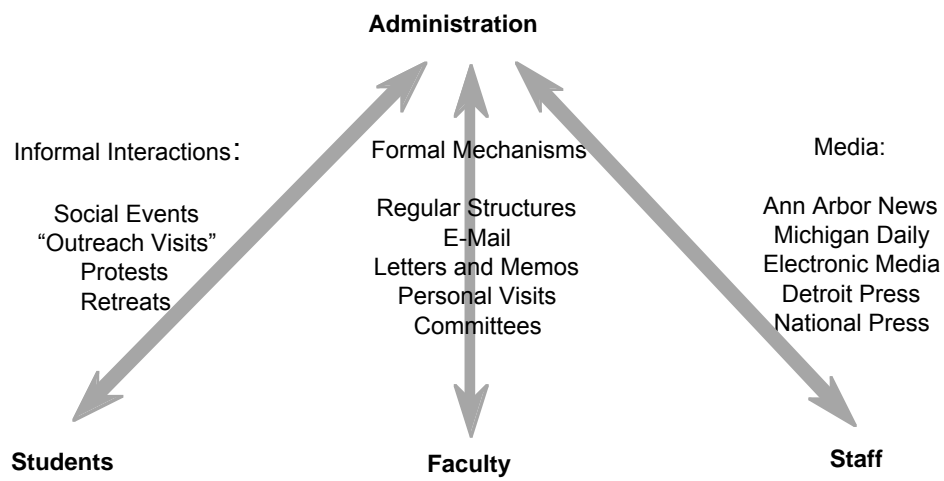 Administration
Informal Interactions:
Social Events
“Outreach Visits”
Protests
Retreats
Formal Mechanisms
Regular Structures
E-Mail
Letters and Memos
Personal Visits
Committees
Media:
Ann Arbor News
Michigan Daily
Electronic Media
Detroit Press
National Press
Students
Faculty
Staff